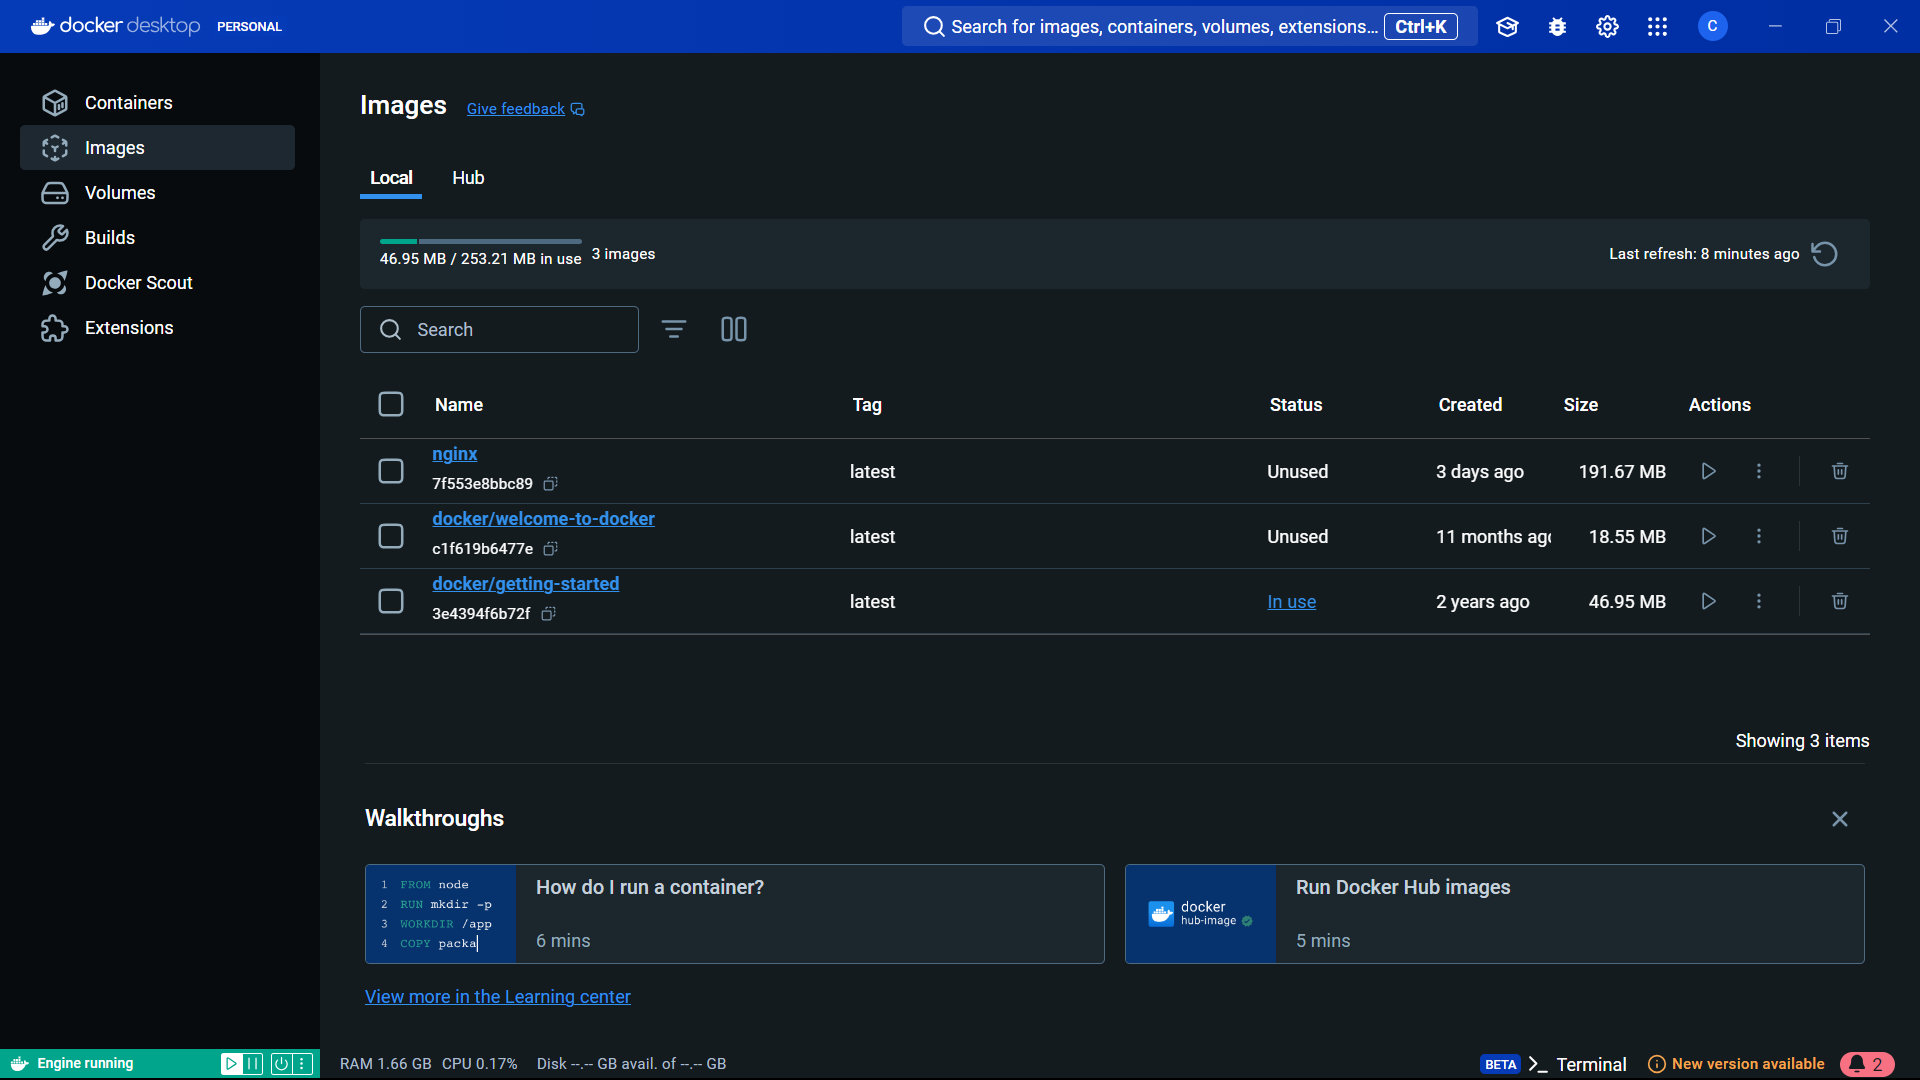 docker desktop PERSONAL
Search for images, containers, volumes, extensions... Ctrl+K
C
Containers
Images
Volumes
Builds
Docker Scout
Extensions
Images Give feedback
Local Hub
46.95 MB / 253.21 MB in use 3 images
Last refresh: 8 minutes ago
Search
Name Tag Status Created Size Actions
nginx
7f553e8bbc89
latest Unused 3 days ago 191.67 MB
docker/welcome-to-docker
c1f619b6477e
latest Unused 11 months ago 18.55 MB
docker/getting-started
3e4394f6b72f
latest In use 2 years ago 46.95 MB
Showing 3 items
Walkthroughs
1 FROM node
2 RUN mkdir -p
3 WORKDIR /app
4 COPY packa
How do I run a container?
6 mins
docker
hub-image
Run Docker Hub images
5 mins
View more in the Learning center
Engine running
RAM 1.66 GB CPU 0.17% Disk --.-- GB avail. of --.-- GB
BETA Terminal New version available 2